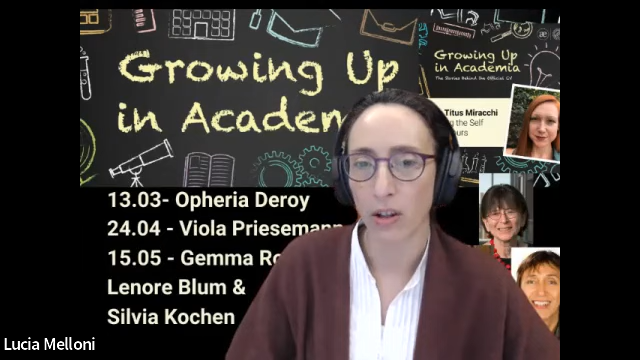 Growing Up
in Academ
Growing Up
in Academia
The Stories Behind the Official CV
Titus Miracchi
the Self
ours
13.03- Opheria Deroy
24.04 - Viola Priesemann
15.05 - Gemma Ro
Lenore Blum &
Silvia Kochen
Lucia Melloni